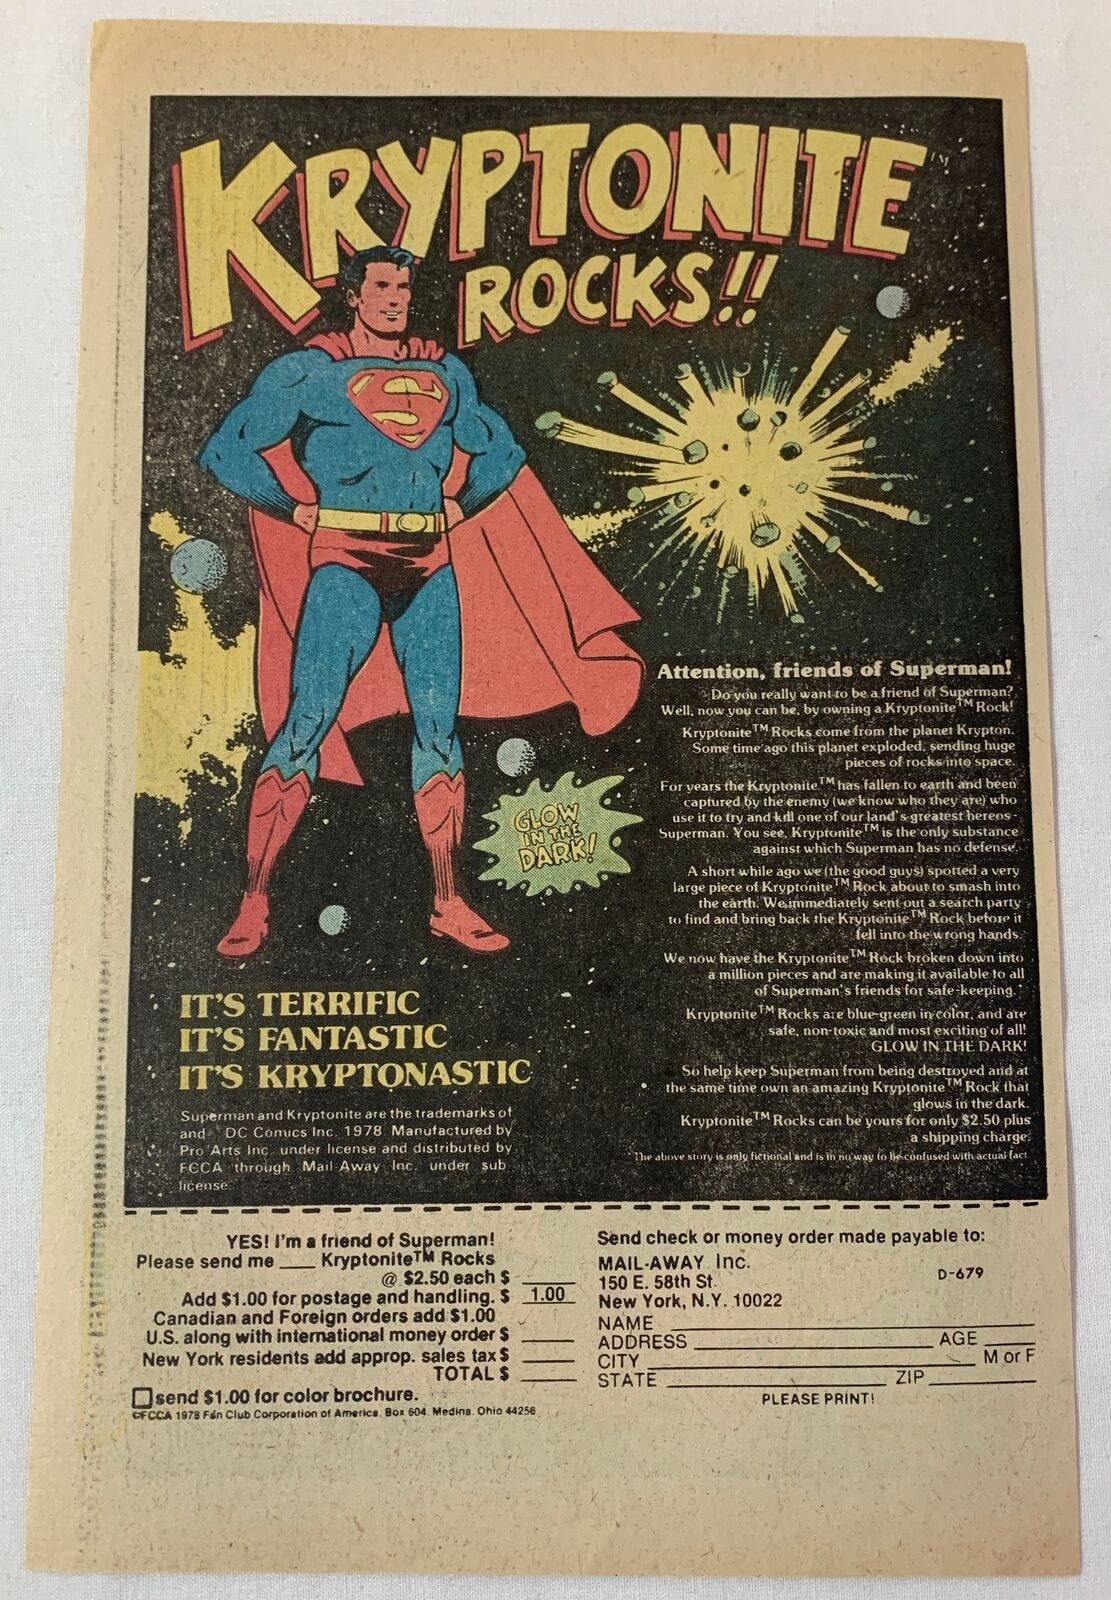 KRYPTONITE™
ROCKS!!
S
GLOW
IN THE
DARK!
Attention, friends of Superman!
Do you really want to be a friend of Superman?
Well, now you can be, by owning a Kryptonite™ Rock!
Kryptonite™ Rocks come from the planet Krypton.
Some time ago this planet exploded, sending huge
pieces of rocks into space.
For years the Kryptonite™ has fallen to earth and been
captured by the enemy (we know who they are) who
use it to try and kill one of our land's greatest hereos -
Superman. You see, Kryptonite™ is the only substance
against which Superman has no defense.
A short while ago we (the good guys) spotted a very
large piece of Kryptonite™ Rock about to smash into
the earth. We immediately sent out a search party
to find and bring back the Kryptonite™ Rock before it
fell into the wrong hands.
We now have the Kryptonite™ Rock broken down into
a million pieces and are making it available to all
of Superman's friends for safe-keeping.*
Kryptonite™ Rocks are blue-green in color, and are
safe, non-toxic and most exciting of all!
GLOW IN THE DARK!
So help keep Superman from being destroyed and at
the same time own an amazing Kryptonite™ Rock that
glows in the dark.
Kryptonite™ Rocks can be yours for only $2.50 plus
a shipping charge.
*The above story is only fictional and is in no way to be confused with actual fact.
IT'S TERRIFIC
IT'S FANTASTIC
IT'S KRYPTONASTIC
Superman and Kryptonite are the trademarks of
and DC Comics Inc. 1978. Manufactured by
Pro Arts Inc. under license and distributed by
FCCA through Mail-Away Inc. under sub
license.
YES! I'm a friend of Superman!
Please send me ___ Kryptonite™ Rocks
@ $2.50 each $ ____
Add $1.00 for postage and handling. $ 1.00
Canadian and Foreign orders add $1.00
U.S. along with international money order $ ____
New York residents add approp. sales tax $ ____
TOTAL $ ____
send $1.00 for color brochure.
©FCCA 1978 Fan Club Corporation of America. Box 604. Medina. Ohio 44256
Send check or money order made payable to:
MAIL-AWAY Inc.
150 E. 58th St. D-679
New York, N.Y. 10022
NAME
ADDRESS AGE
CITY M or F
STATE ZIP
PLEASE PRINT!